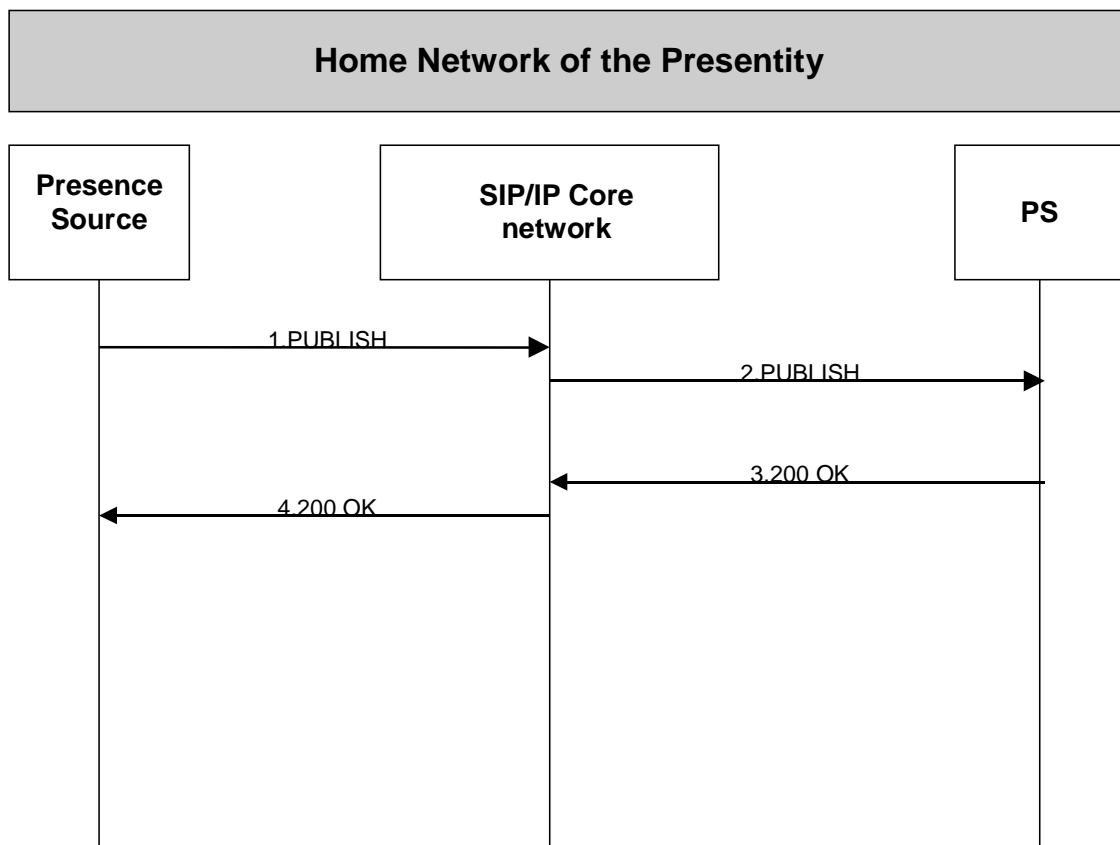 Home Network of the Presentity
Presence
Source
SIP/IP Core
network
PS
1.PUBLISH
2.PUBLISH
3.200 OK
4.200 OK